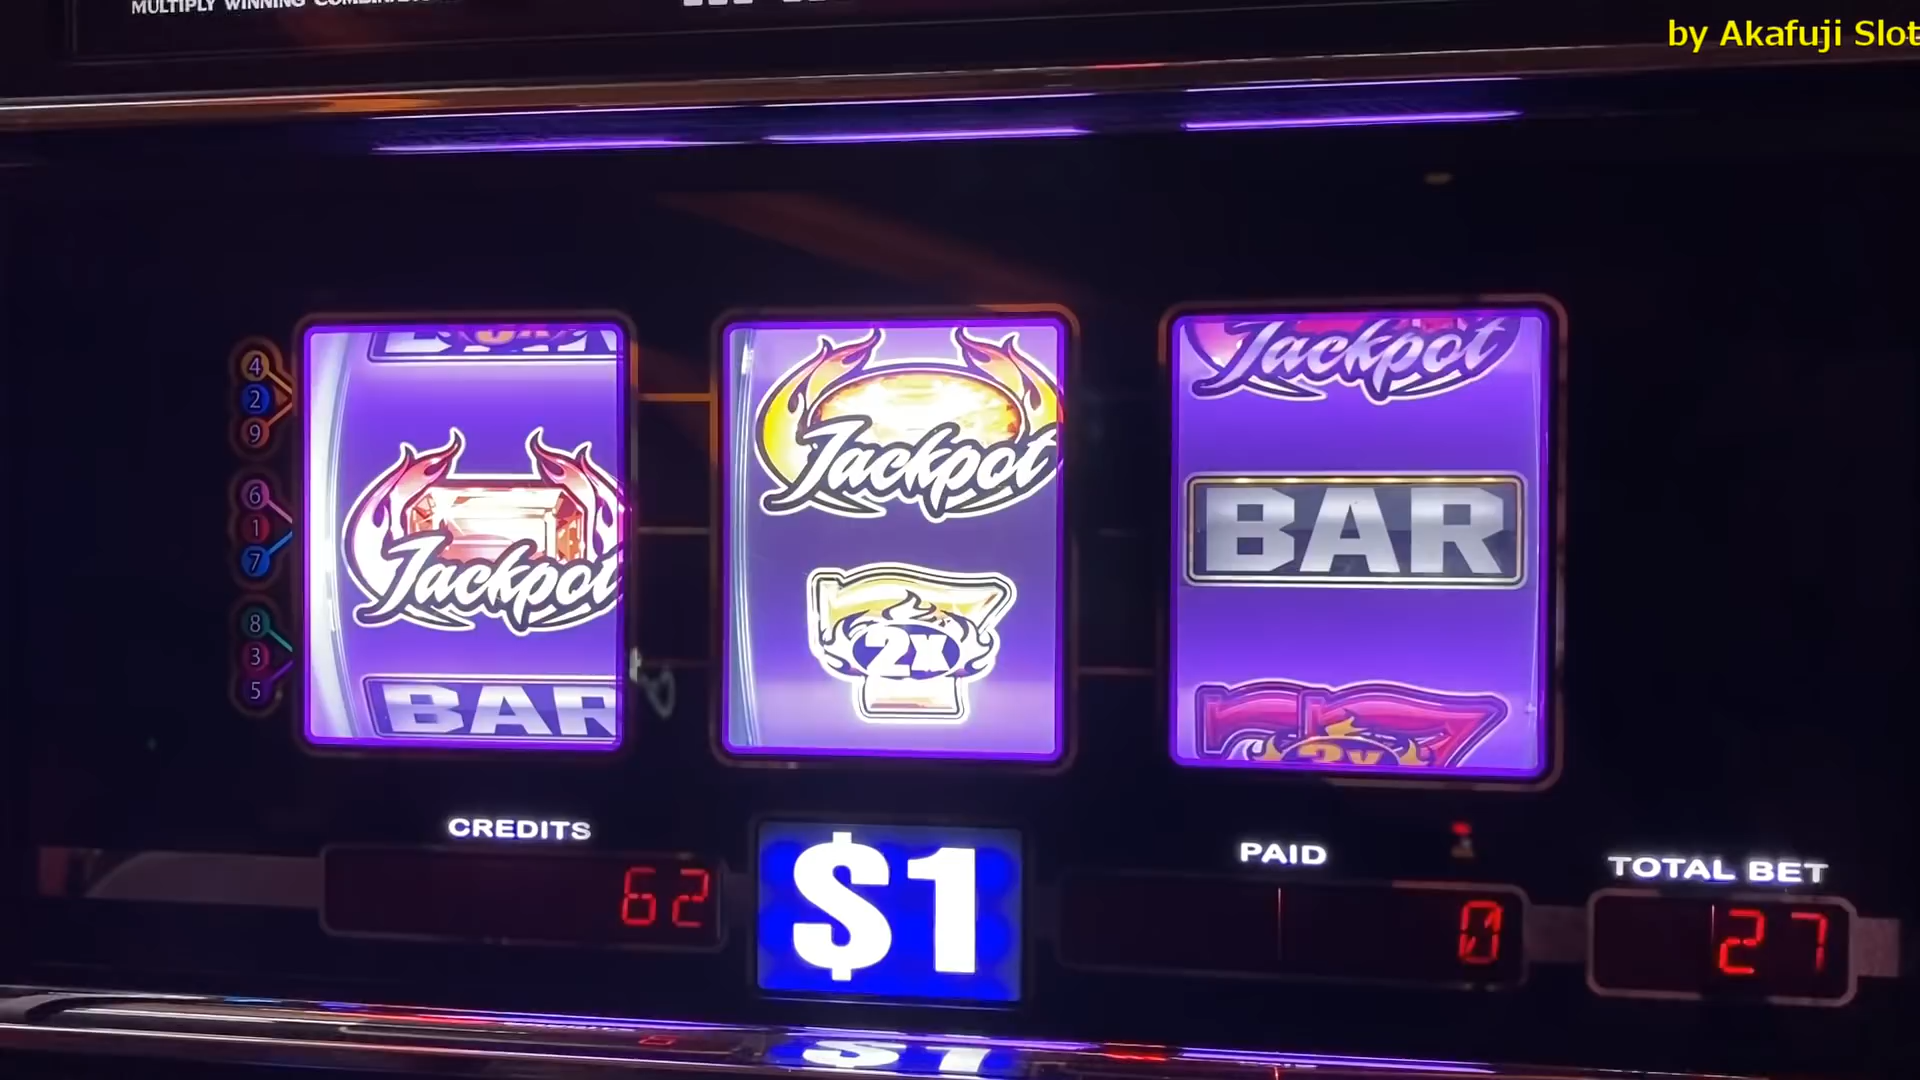 MULTIPLY WINNING
by Akafuji Slot
4
2
9
6
1
7
8
3
5
Jackpot
BAR
Jackpot
2x
Jackpot
BAR
CREDITS
62
$1
PAID
0
TOTAL BET
27
$1